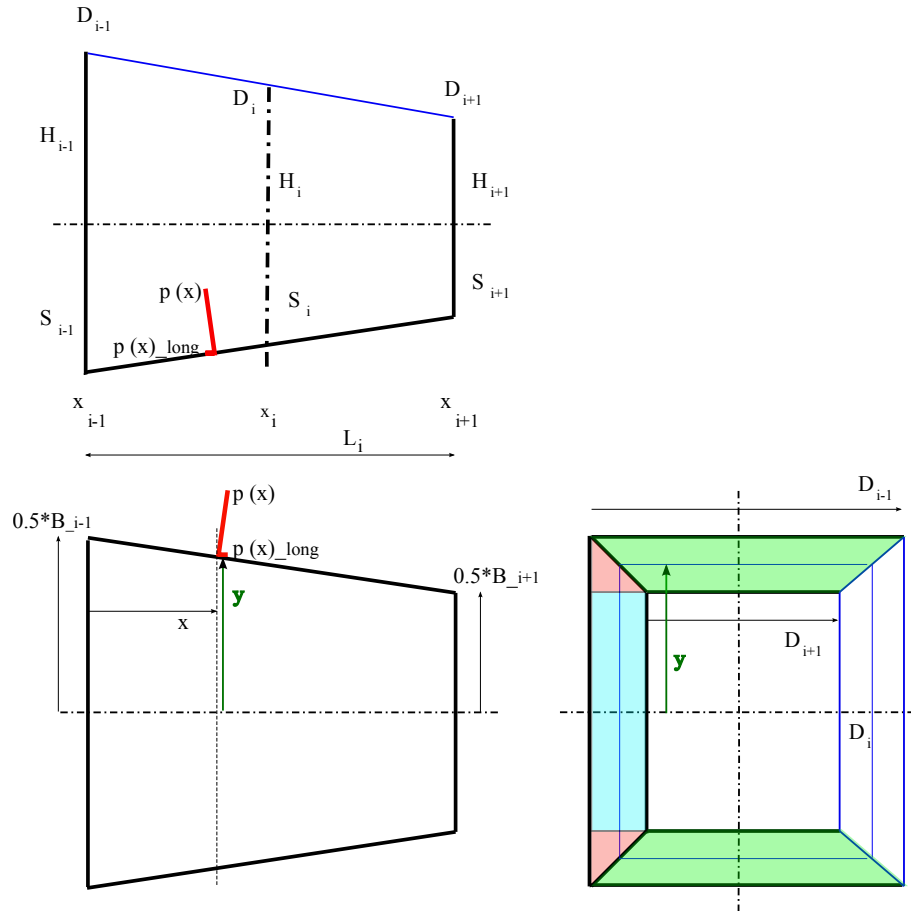 D i-1
D i
D i+1
H i-1
H i
H i+1
p (x)
S i-1
S i
S i+1
p (x)_long
x i-1
x i
x i+1
L i
p (x)
0.5*B_i-1
p (x)_long
0.5*B_i+1
y
x
D i-1
D i+1
y
D i